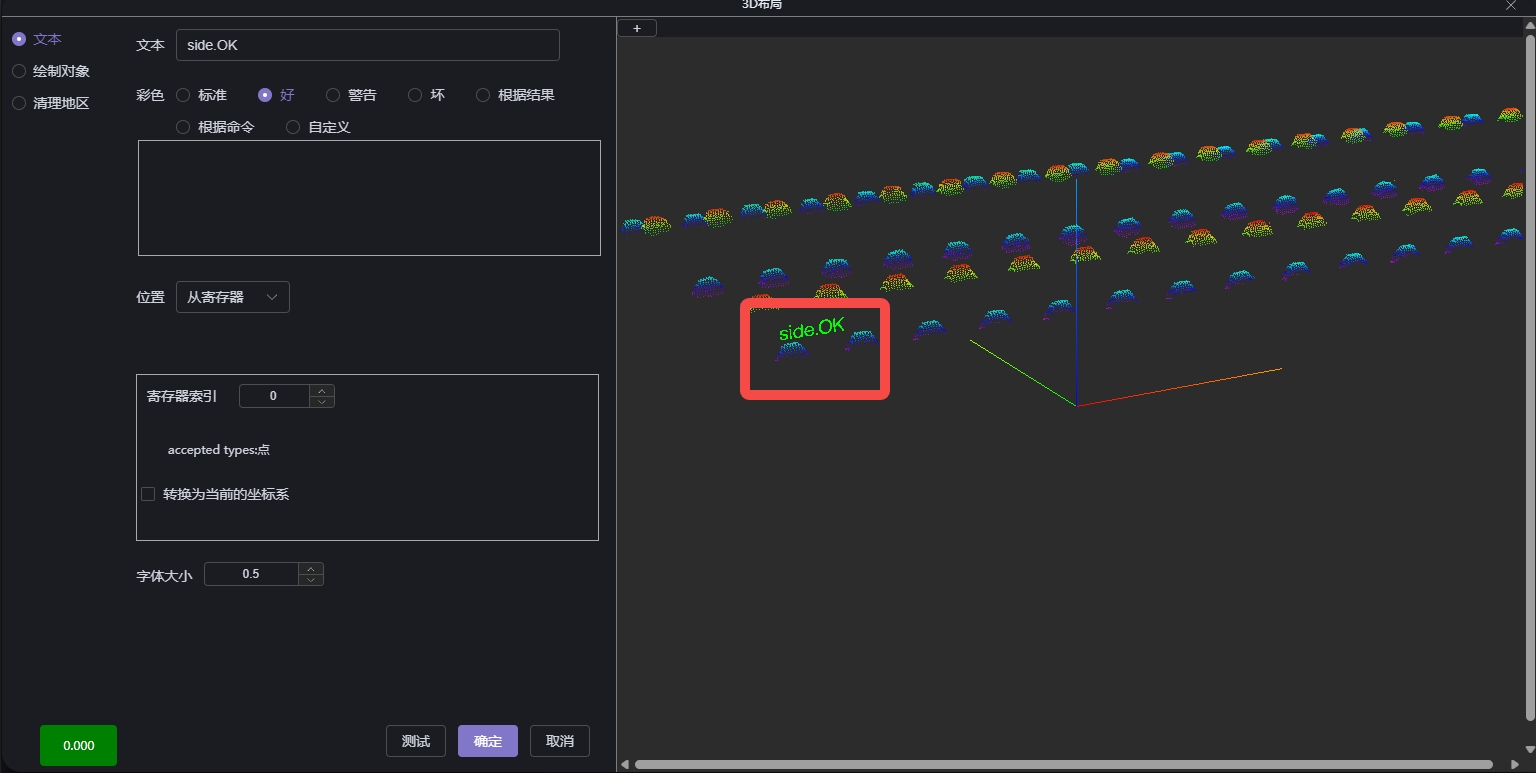 3D布局
文本
绘制对象
清理地区
文本 side.OK
彩色 标准 好 警告 坏 根据结果
根据命令 自定义
位置 从寄存器
寄存器索引 0
accepted types:点
转换为当前的坐标系
字体大小 0.5
0.000 测试 确定 取消
+
side.OK